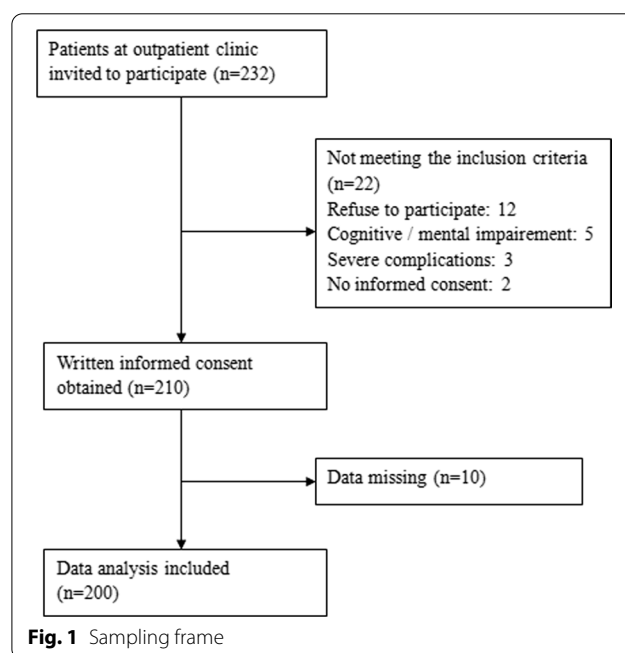 Patients at outpatient clinic
invited to participate (n=232)
Not meeting the inclusion criteria
(n=22)
Refuse to participate: 12
Cognitive / mental impairement: 5
Severe complications: 3
No informed consent: 2
Written informed consent
obtained (n=210)
Data missing (n=10)
Data analysis included
(n=200)
Fig. 1 Sampling frame